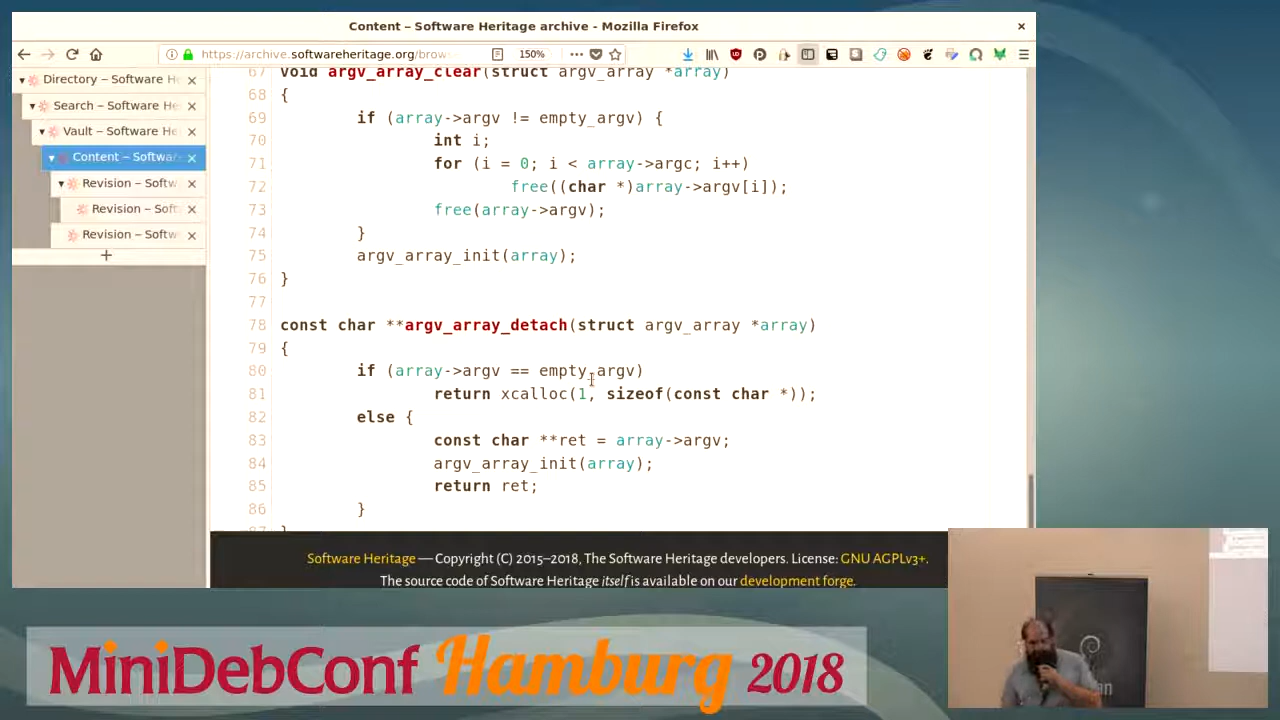 Content – Software Heritage archive - Mozilla Firefox
https://archive.softwareheritage.org/brow
150%
Directory – Software H
Search – Software He
Vault – Software He
Content – Softwa
Revision – Softw
Revision – Soft
Revision – Softw
67 void argv_array_clear(struct argv_array *array)
68 {
69 if (array->argv != empty_argv) {
70 int i;
71 for (i = 0; i < array->argc; i++)
72 free((char *)array->argv[i]);
73 free(array->argv);
74 }
75 argv_array_init(array);
76 }
77
78 const char **argv_array_detach(struct argv_array *array)
79 {
80 if (array->argv == empty_argv)
81 return xcalloc(1, sizeof(const char *));
82 else {
83 const char **ret = array->argv;
84 argv_array_init(array);
85 return ret;
86 }
87 }
Software Heritage — Copyright (C) 2015–2018, The Software Heritage developers. License: GNU AGPLv3+.
The source code of Software Heritage itself is available on our development forge.
MiniDebConf Hamburg 2018